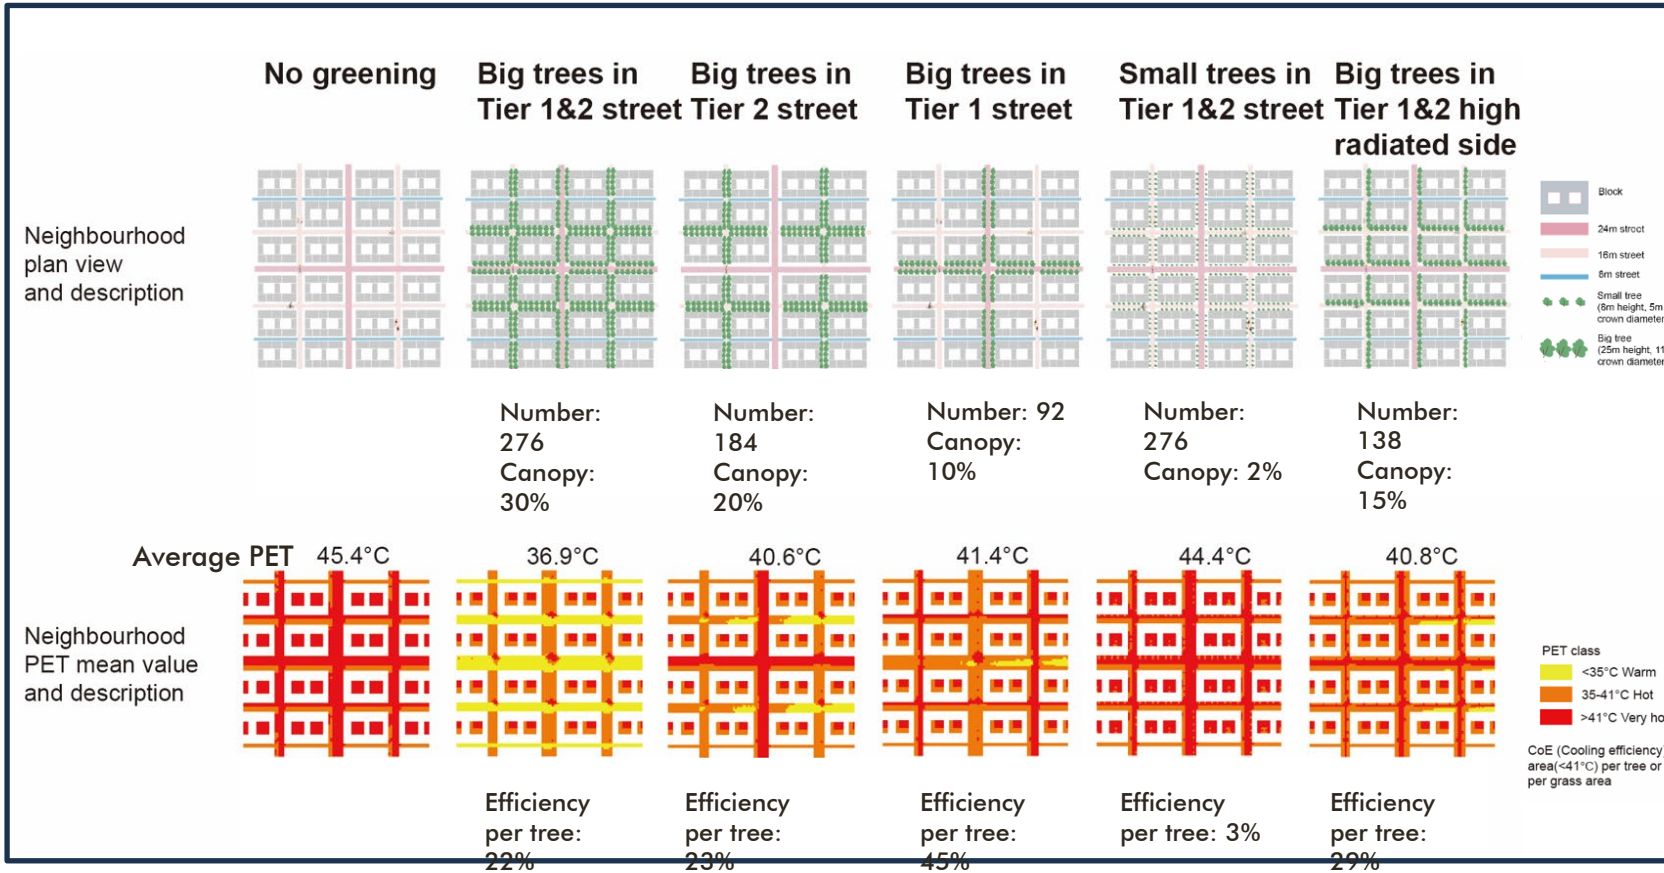 No greening
Big trees in
Tier 1&2 street
Big trees in
Tier 2 street
Big trees in
Tier 1 street
Small trees in
Tier 1&2 street
Big trees in
Tier 1&2 high
radiated side
Neighbourhood
plan view
and description
Block
24m street
16m street
8m street
Small tree
(8m height, 5m
crown diameter
Big tree
(25m height, 11
crown diameter
Number:
276
Canopy:
30%
Number:
184
Canopy:
20%
Number: 92
Canopy:
10%
Number:
276
Canopy: 2%
Number:
138
Canopy:
15%
Average PET
45.4°C
36.9°C
40.6°C
41.4°C
44.4°C
40.8°C
Neighbourhood
PET mean value
and description
PET class
<35°C Warm
35-41°C Hot
>41°C Very ho
CoE (Cooling efficiency)
area(<41°C) per tree or
per grass area
Efficiency
per tree:
22%
Efficiency
per tree:
23%
Efficiency
per tree:
45%
Efficiency
per tree: 3%
Efficiency
per tree:
29%